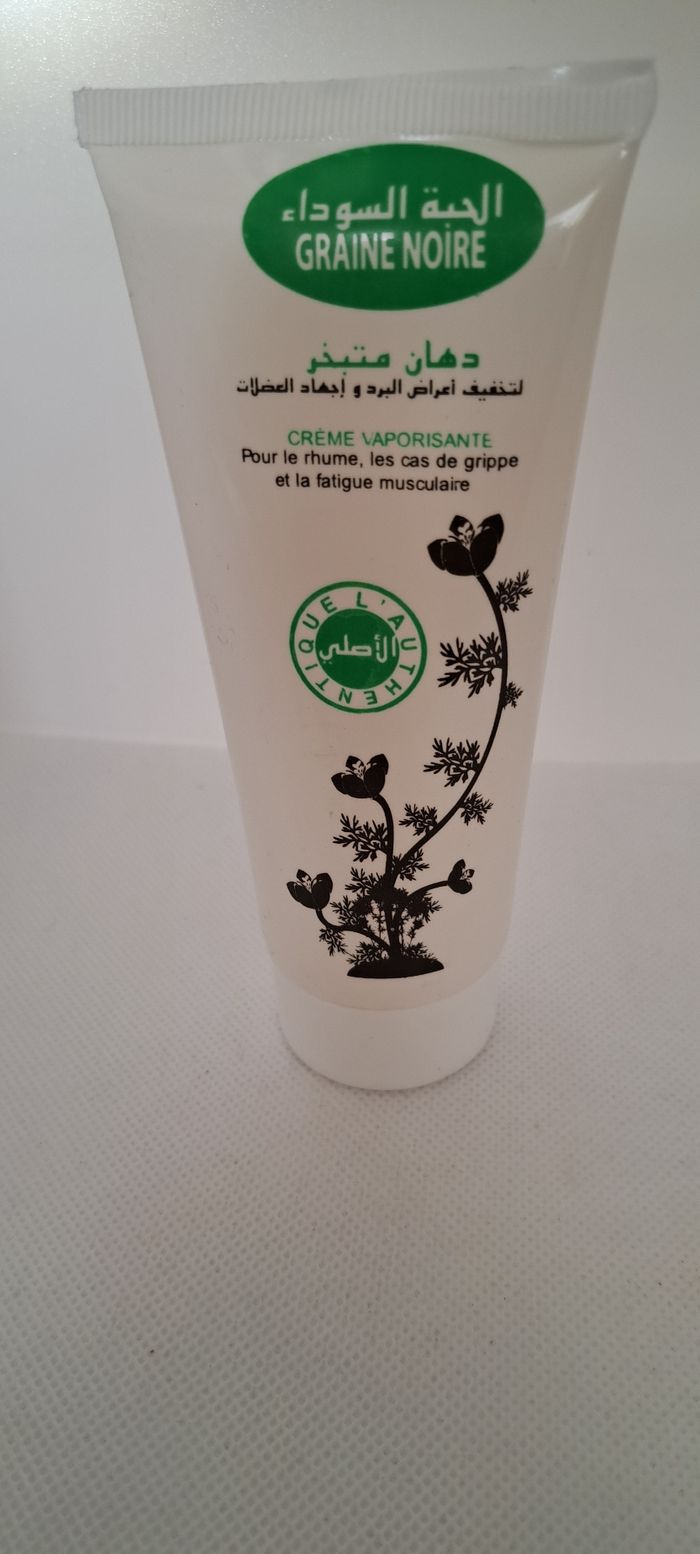 الحبة السوداء
GRAINE NOIRE
دهان متبخر
لتخفيف أعراض البرد و إجهاد العضلات
CRÈME VAPORISANTE
Pour le rhume, les cas de grippe
et la fatigue musculaire
L'AUTHENTIQUE
الأصلي